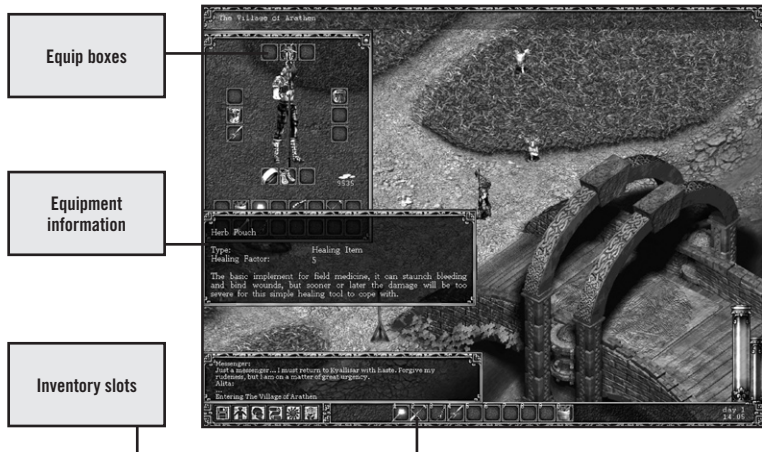 The Village of Arathen
Equip boxes
9535
Equipment
information
Herb Pouch
Type: Healing Item
Healing Factor: 5
The basic implement for field medicine, it can staunch bleeding
and bind wounds, but sooner or later the damage will be too
severe for this simple healing tool to cope with.
Inventory slots
Messenger:
Just a messenger... I must return to Eyallisar with haste. Forgive my
rudeness, but I am on a matter of great urgency.
Alita:
...
Entering The Village of Arathen
day 1
14:05